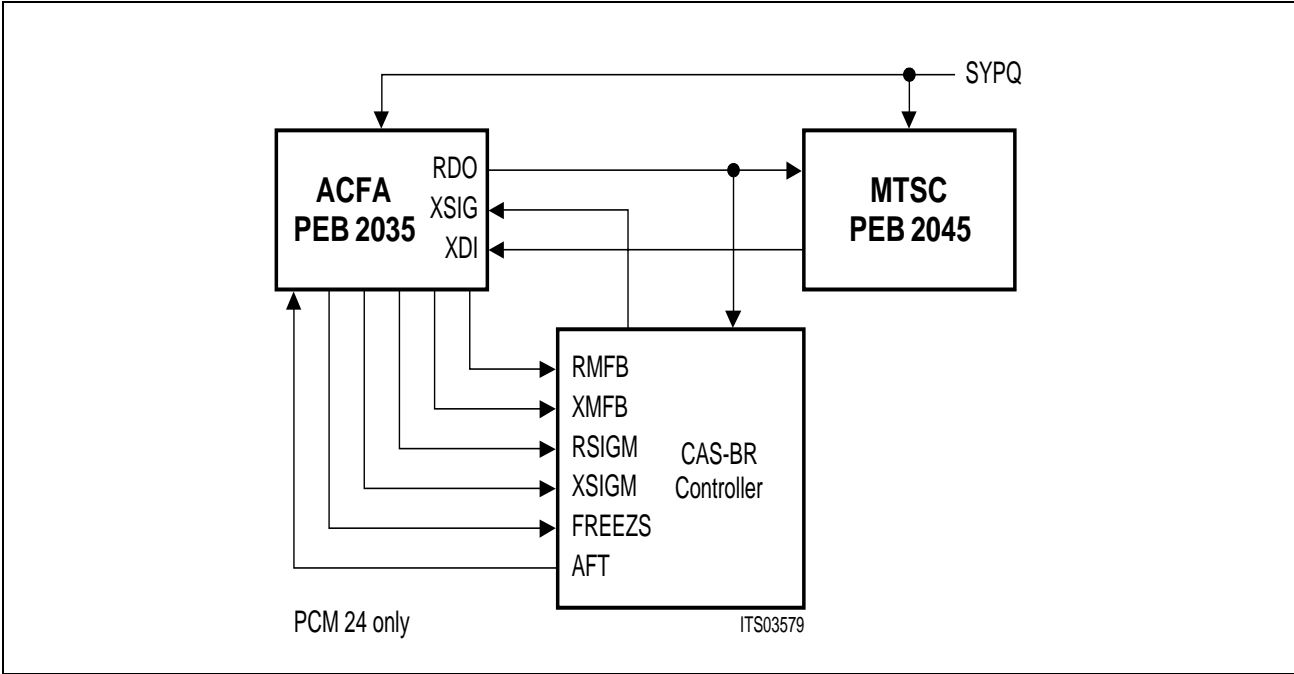 SYPQ
ACFA
PEB 2035
RDO
XSIG
XDI
MTSC
PEB 2045
RMFB
XMFB
RSIGM
XSIGM
FREEZS
AFT
CAS-BR
Controller
PCM 24 only
ITS03579